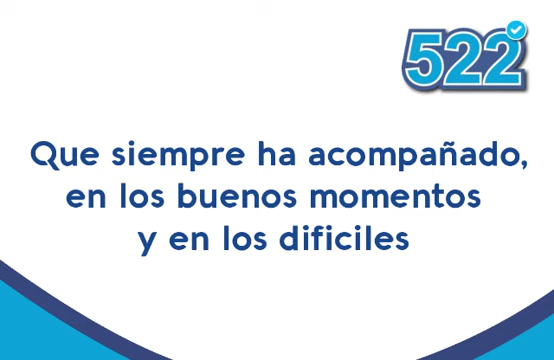 522
Que siempre ha acompañado,
en los buenos momentos
y en los dificiles